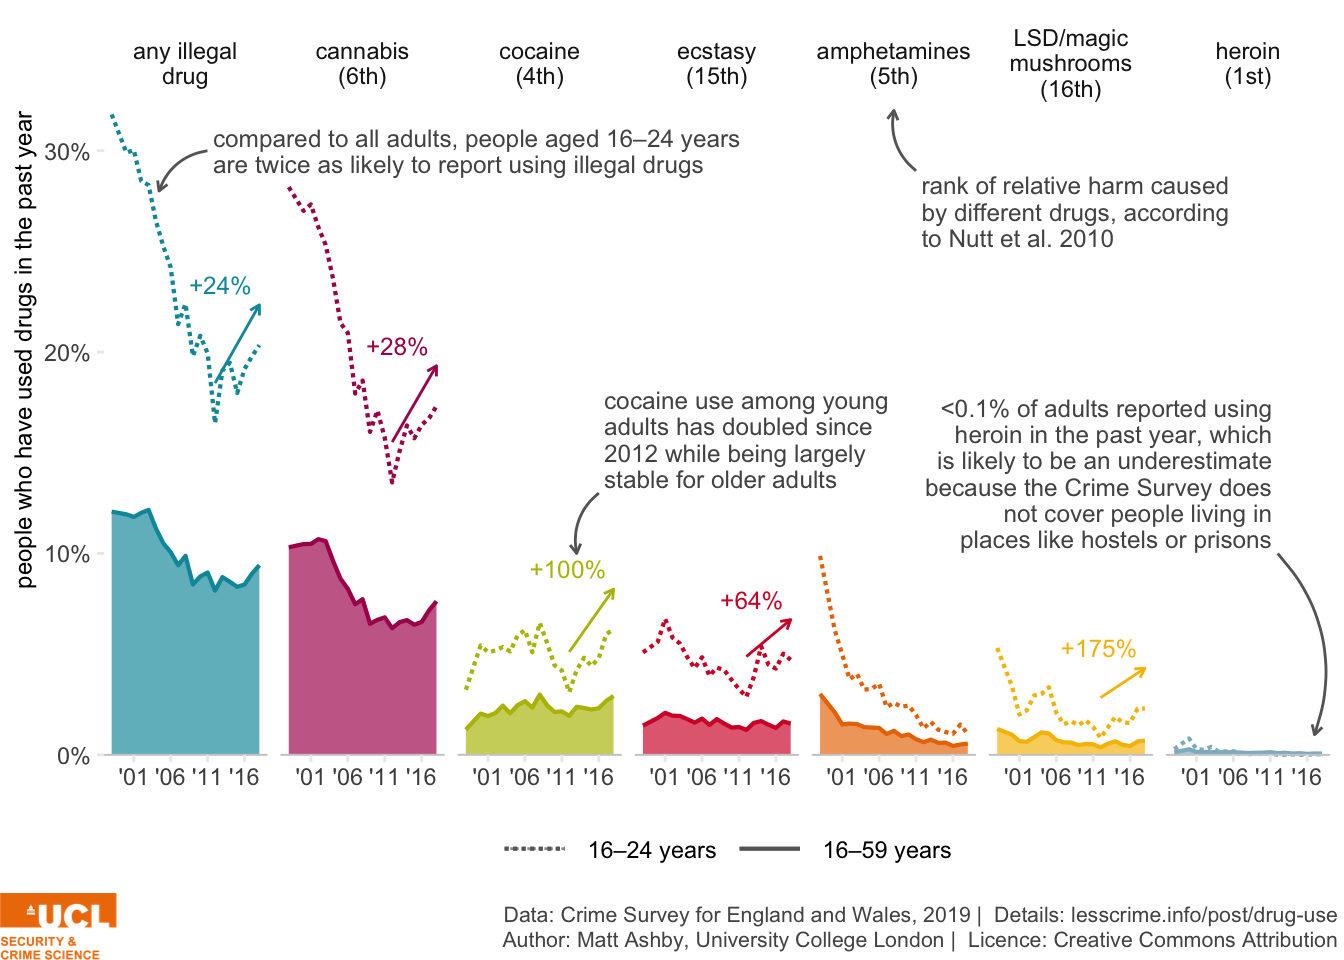 any illegal
drug
cannabis
(6th)
cocaine
(4th)
ecstasy
(15th)
amphetamines
(5th)
LSD/magic
mushrooms
(16th)
heroin
(1st)
people who have used drugs in the past year
30%
20%
10%
0%
compared to all adults, people aged 16–24 years
are twice as likely to report using illegal drugs
rank of relative harm caused
by different drugs, according
to Nutt et al. 2010
+24%
+28%
cocaine use among young
adults has doubled since
2012 while being largely
stable for older adults
<0.1% of adults reported using
heroin in the past year, which
is likely to be an underestimate
because the Crime Survey does
not cover people living in
places like hostels or prisons
+100%
+64%
+175%
'01 '06 '11 '16
'01 '06 '11 '16
'01 '06 '11 '16
'01 '06 '11 '16
'01 '06 '11 '16
'01 '06 '11 '16
'01 '06 '11 '16
16–24 years
16–59 years
UCL
SECURITY &
CRIME SCIENCE
Data: Crime Survey for England and Wales, 2019 | Details: lesscrime.info/post/drug-use
Author: Matt Ashby, University College London | Licence: Creative Commons Attribution